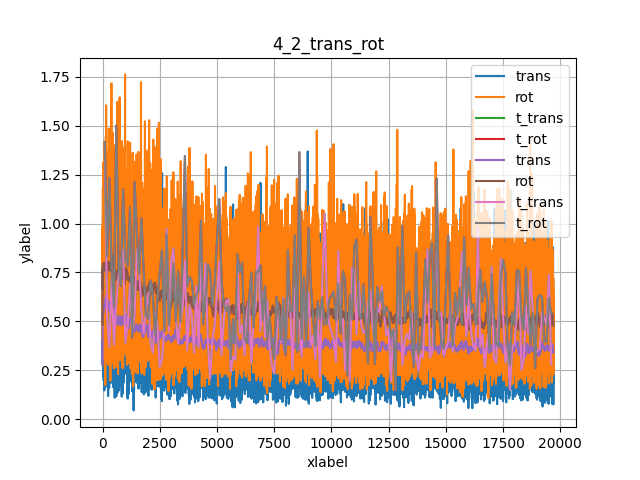 4_2_trans_rot
1.75
1.50
1.25
1.00
0.75
0.50
0.25
0.00
ylabel
0
2500
5000
7500
10000
12500
15000
17500
20000
xlabel
trans
rot
t_trans
t_rot
trans
rot
t_trans
t_rot